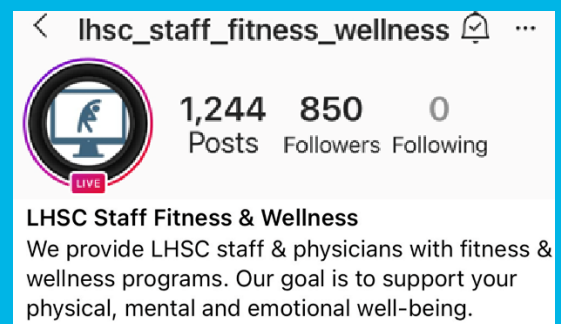 lhsc_staff_fitness_wellness
1,244 850 0
Posts Followers Following
LIVE
LHSC Staff Fitness & Wellness
We provide LHSC staff & physicians with fitness &
wellness programs. Our goal is to support your
physical, mental and emotional well-being.